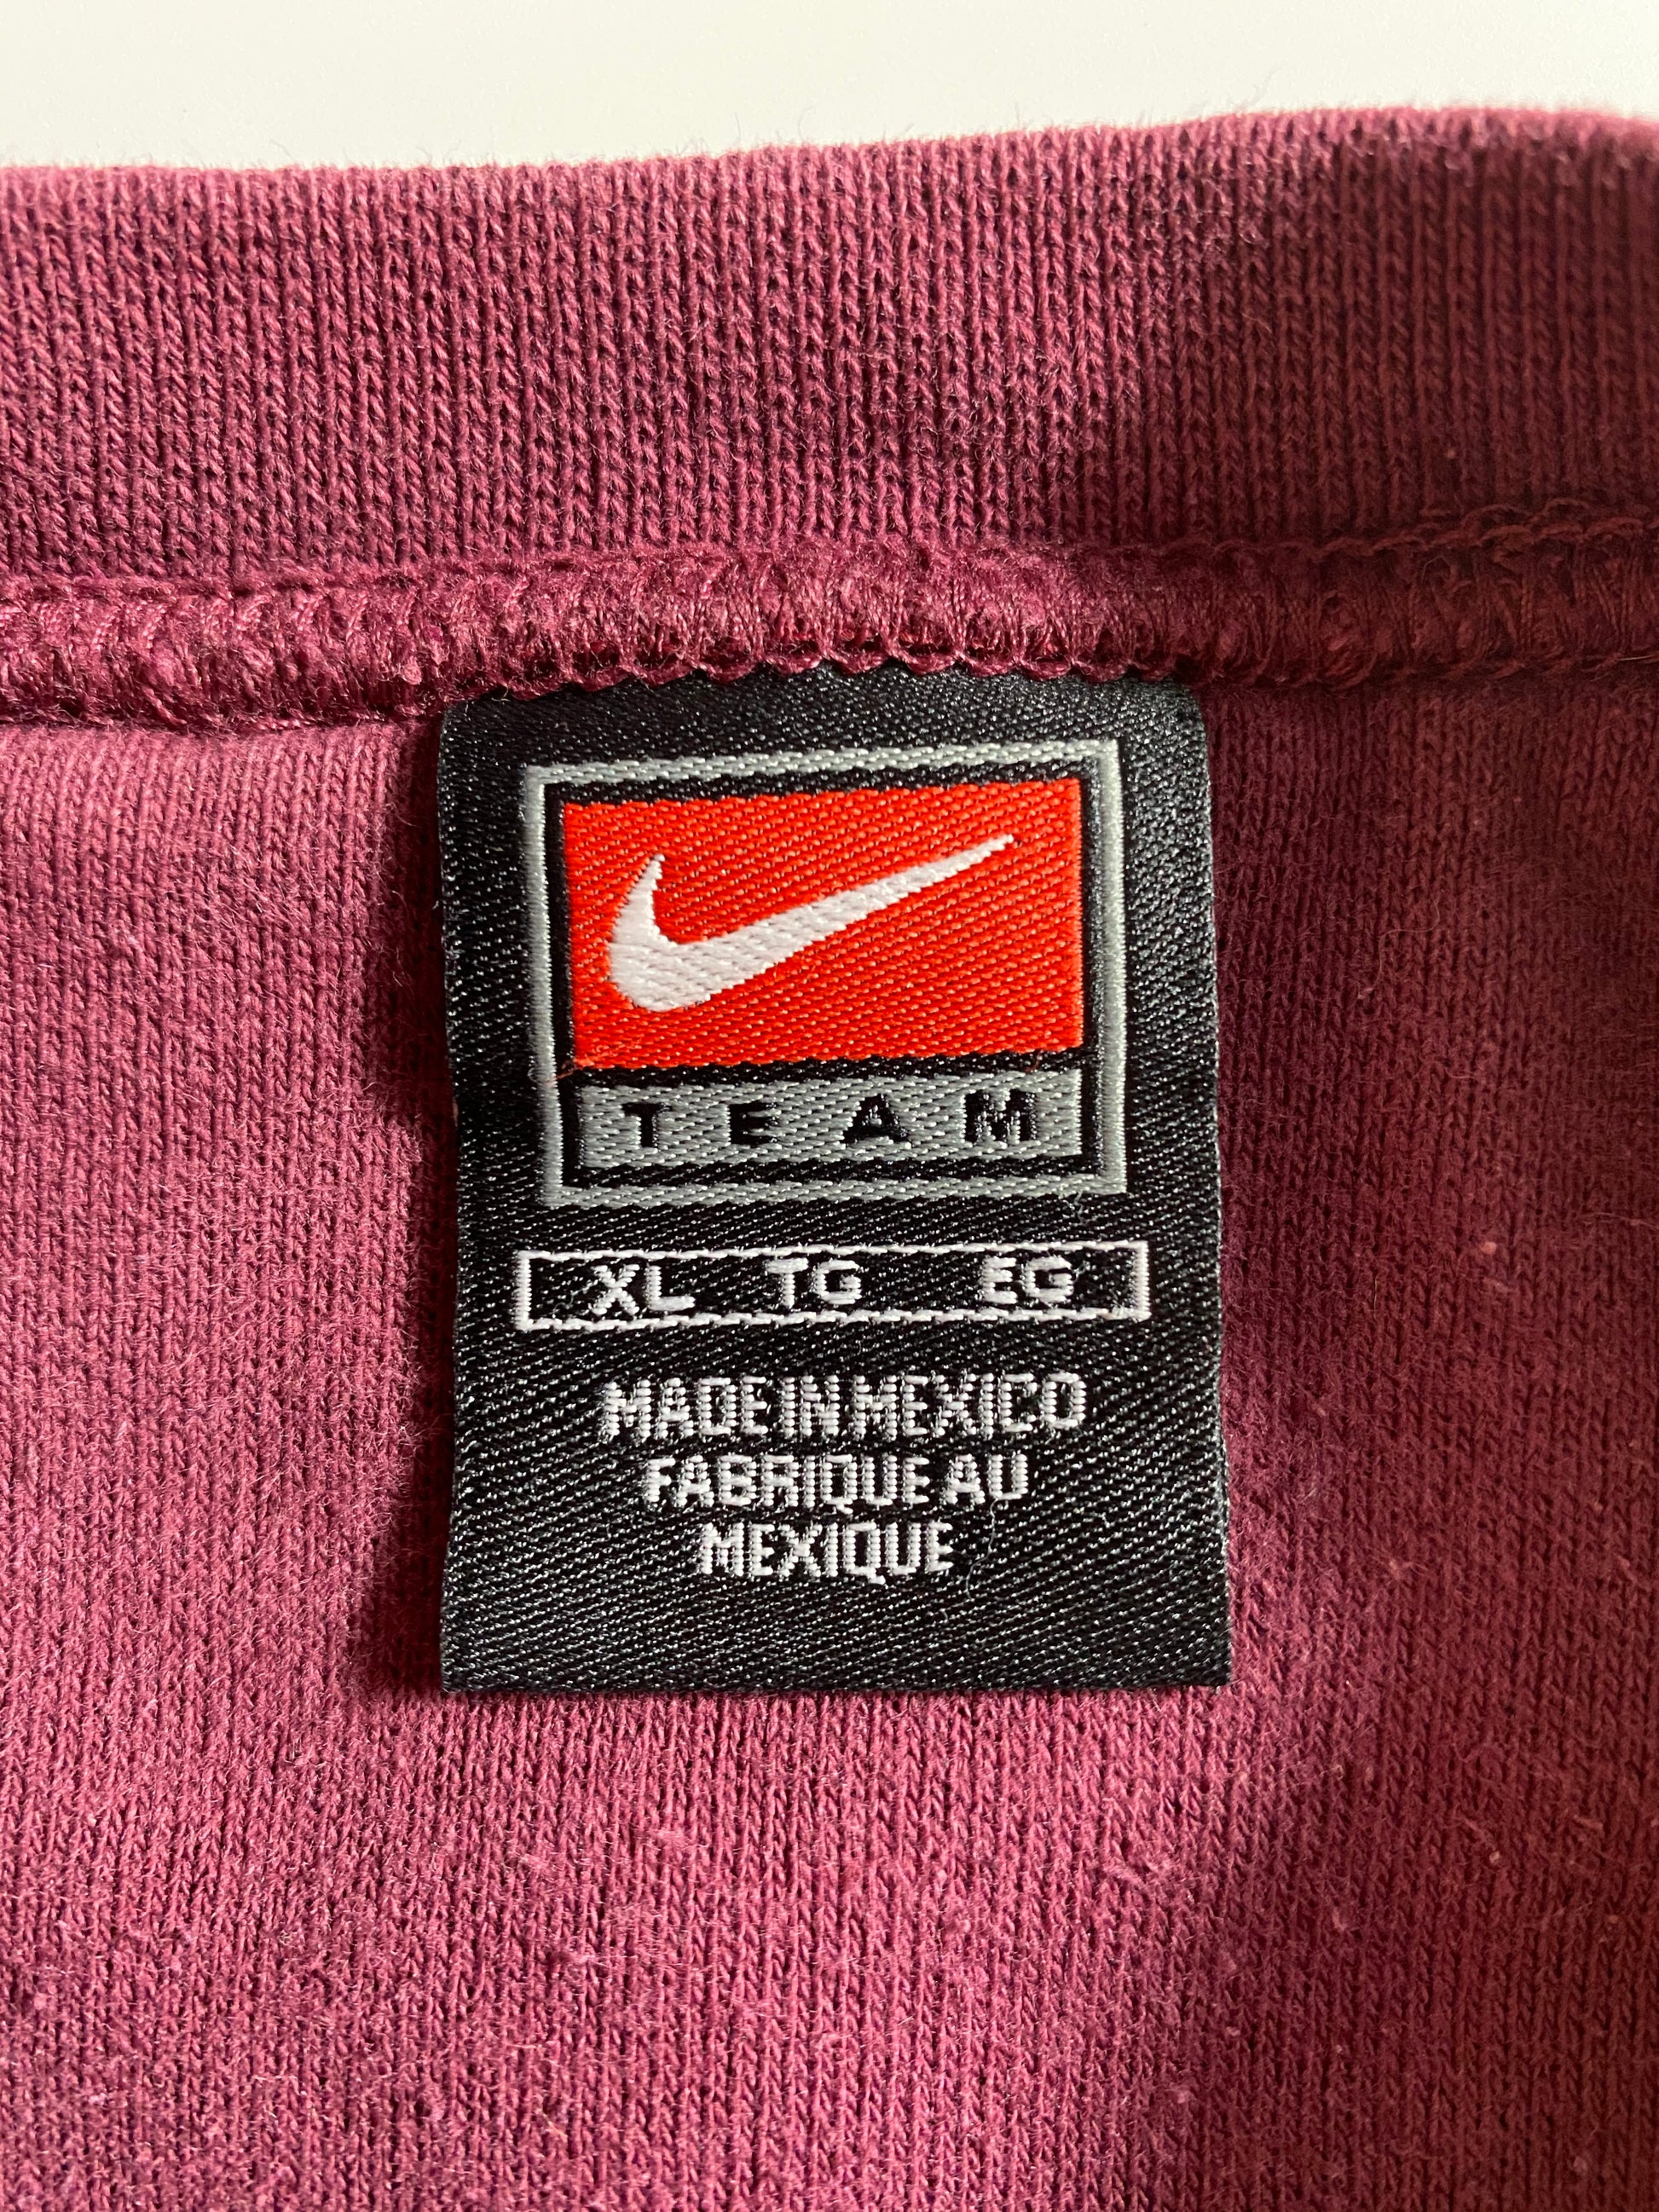 TEAM
XL TG EG
MADE IN MEXICO
FABRIQUE AU
MEXIQUE